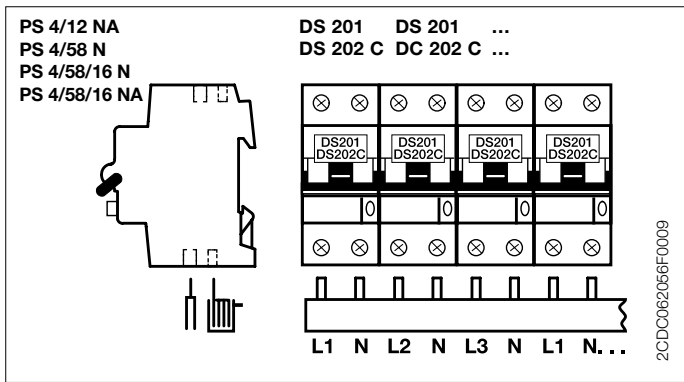 PS 4/12 NA
PS 4/58 N
PS 4/58/16 N
PS 4/58/16 NA
DS 201 DS 201 ...
DS 202 C DC 202 C ...
DS201 DS201 DS201 DS201
DS202C DS202C DS202C DS202C
0 0 0 0
L1 N L2 N L3 N L1 N...
2CDC062056F0009